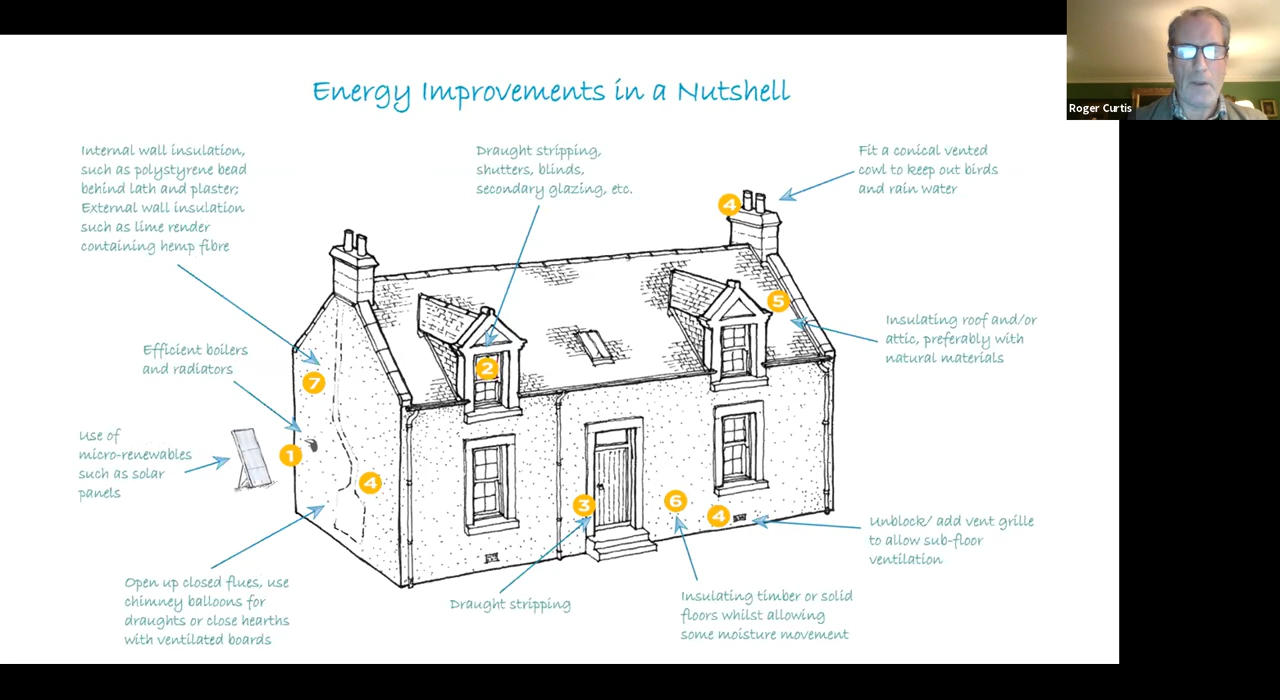 Energy Improvements in a Nutshell
Roger Curtis
Internal wall insulation,
such as polystyrene bead
behind lath and plaster;
External wall insulation
such as lime render
containing hemp fibre
Draught stripping,
shutters, blinds,
secondary glazing, etc.
Fit a conical vented
cowl to keep out birds
and rain water
4
5
Insulating roof and/or
attic, preferably with
natural materials
Efficient boilers
and radiators
2
7
Use of
micro-renewables
such as solar
panels
1
4
3
6
4
Unblock/ add vent grille
to allow sub-floor
ventilation
Open up closed flues, use
chimney balloons for
draughts or close hearths
with ventilated boards
Draught stripping
Insulating timber or solid
floors whilst allowing
some moisture movement